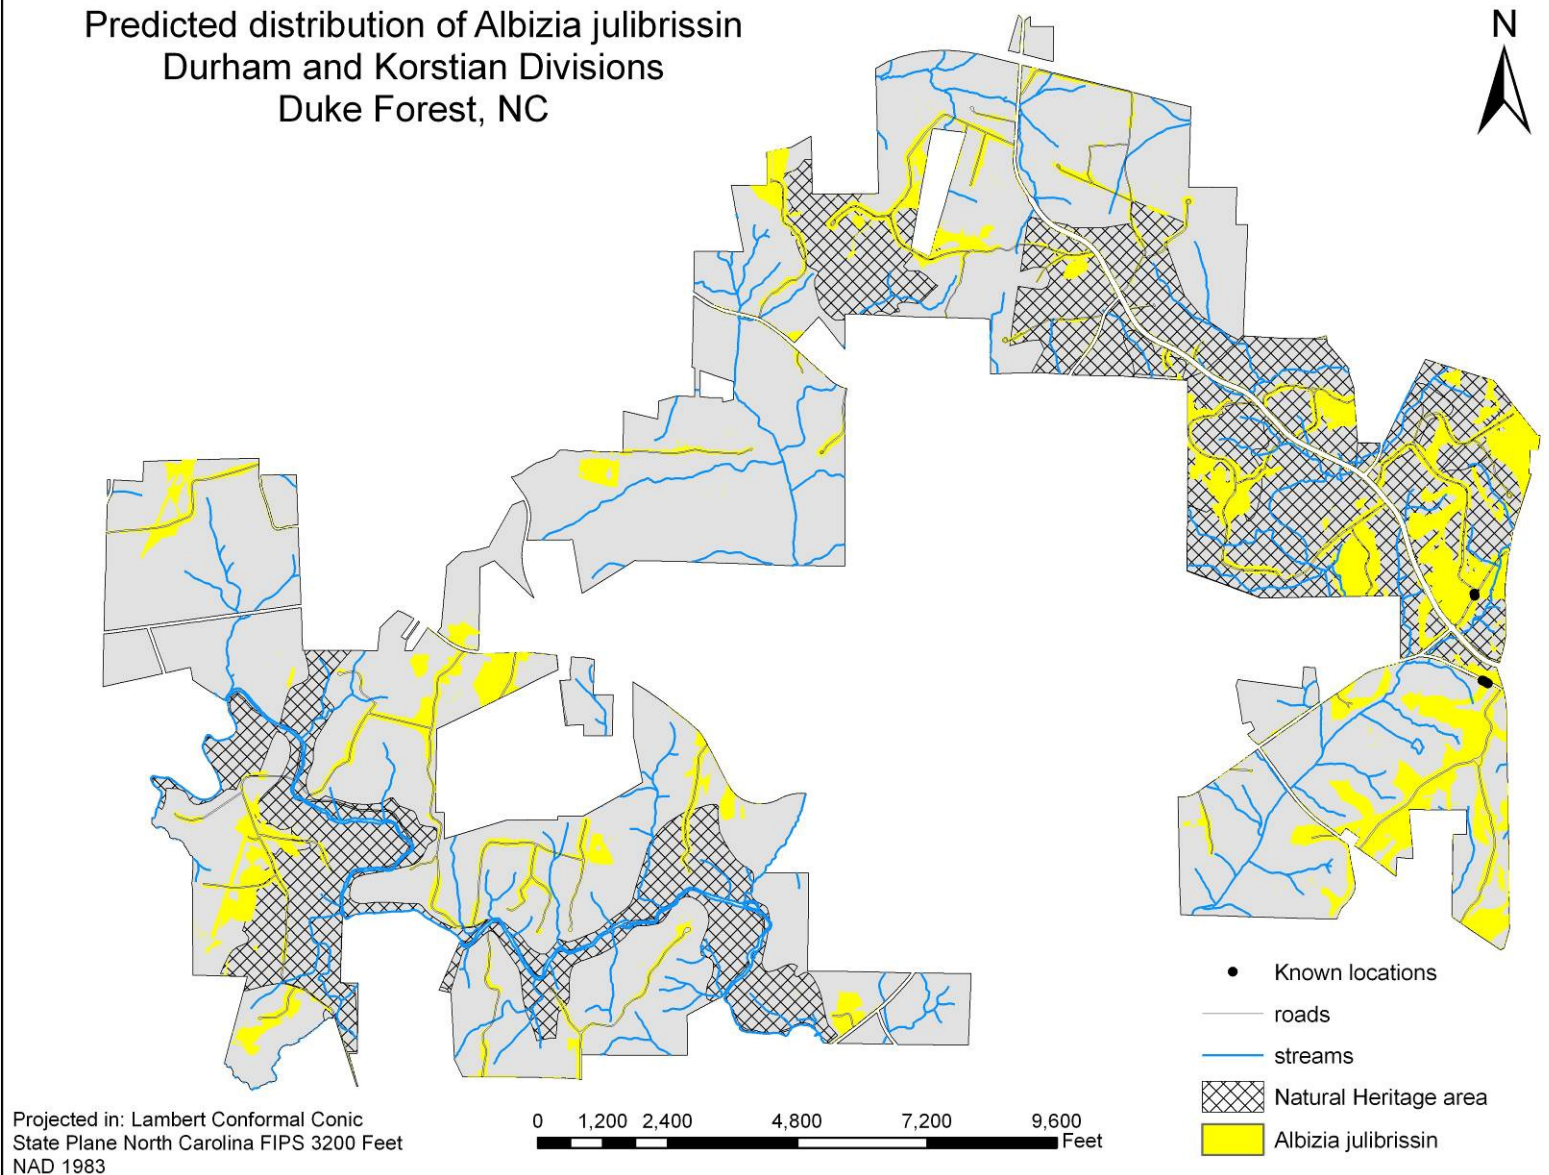 Predicted distribution of Albizia julibrissin
Durham and Korstian Divisions
Duke Forest, NC
N
Known locations
roads
streams
Natural Heritage area
Albizia julibrissin
Projected in: Lambert Conformal Conic
State Plane North Carolina FIPS 3200 Feet
NAD 1983
0 1,200 2,400 4,800 7,200 9,600
Feet